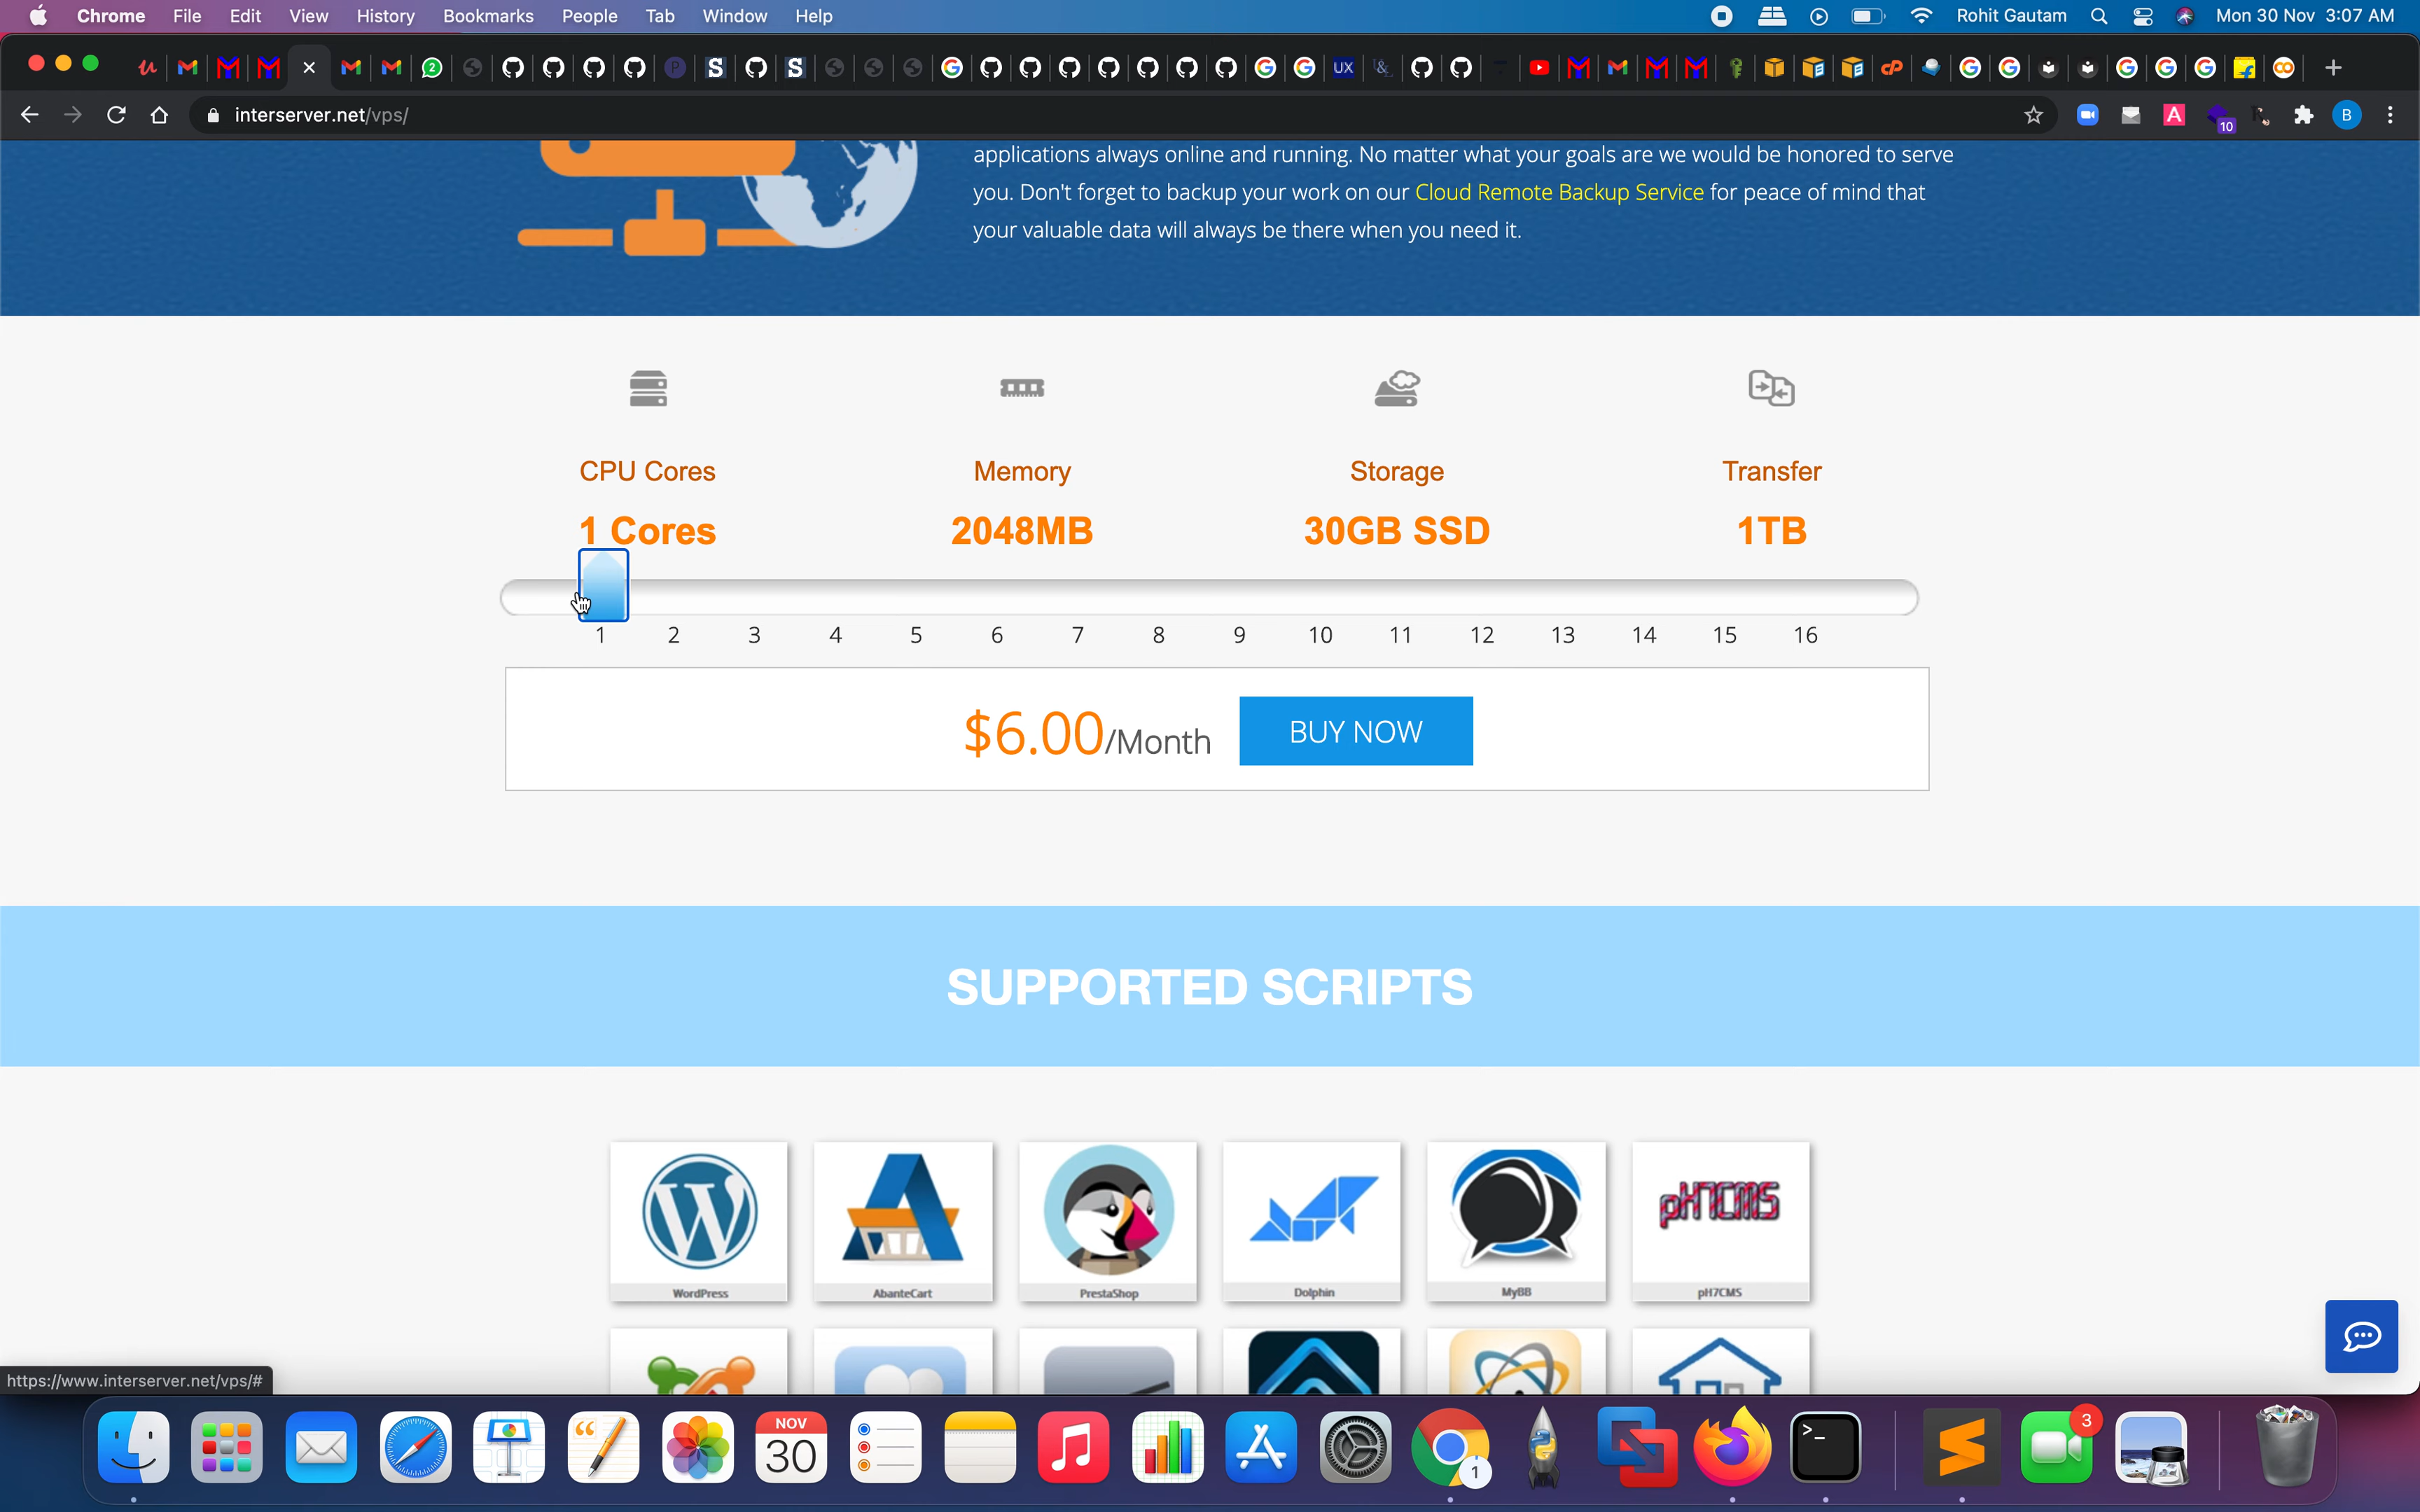 Chrome File Edit View History Bookmarks People Tab Window Help Rohit Gautam Mon 30 Nov 3:07 AM
interserver.net/vps/
10
applications always online and running. No matter what your goals are we would be honored to serve
you. Don't forget to backup your work on our Cloud Remote Backup Service for peace of mind that
your valuable data will always be there when you need it.
CPU Cores Memory Storage Transfer
1 Cores 2048MB 30GB SSD 1TB
1 2 3 4 5 6 7 8 9 10 11 12 13 14 15 16
$6.00/Month BUY NOW
SUPPORTED SCRIPTS
pH7CMS
WordPress AbanteCart PrestaShop Dolphin MyBB pH7CMS
https://www.interserver.net/vps/#
NOV
30
1
3